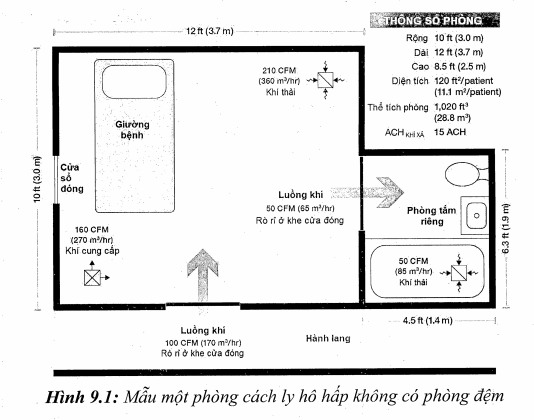 12 ft (3.7 m)
THÔNG SỐ PHÒNG
Rộng 10 ft (3.0 m)
Dài 12 ft (3.7 m)
Cao 8.5 ft (2.5 m)
Diện tích 120 ft²/patient
(11.1 m²/patient)
Thể tích phòng 1,020 ft³
(28.8 m³)
ACH KHÍ XẢ 15 ACH
210 CFM
(360 m³/hr)
Khí thải
Giường
bệnh
10 ft (3.0 m)
Cửa
sổ
đóng
Luồng khí
50 CFM (65 m³/hr)
Rò rỉ ở khe cửa đóng
Phòng tắm
riêng
6.3 ft (1.9 m)
160 CFM
(270 m³/hr)
Khí cung cấp
50 CFM
(85 m³/hr)
Khí thải
4.5 ft (1.4 m)
Luồng khí
100 CFM (170 m³/hr)
Rò rỉ ở khe cửa đóng
Hành lang
Hình 9.1: Mẫu một phòng cách ly hô hấp không có phòng đệm